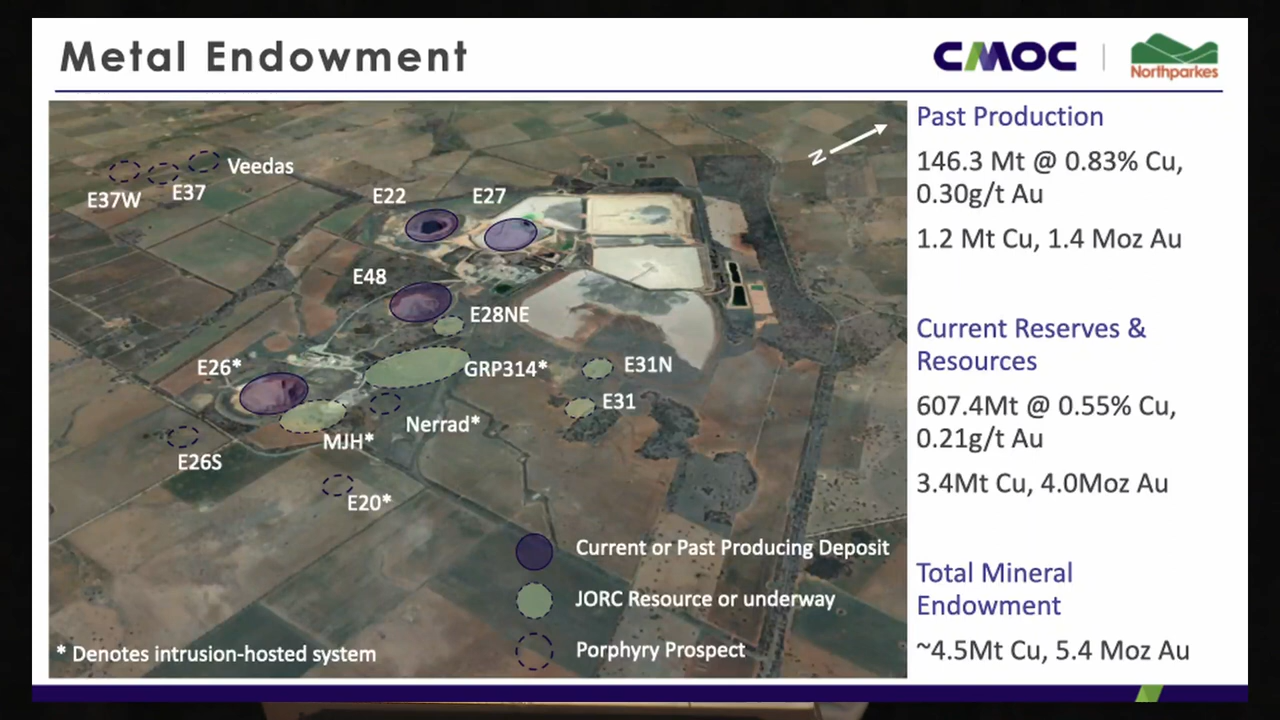 Metal Endowment
CMOC
Northparkes
Veedas
E37W
E37
E22
E27
N
E48
E28NE
E26*
GRP314*
E31N
E31
Nerrad*
MJH*
E26S
E20*
Current or Past Producing Deposit
JORC Resource or underway
Porphyry Prospect
* Denotes intrusion-hosted system
Past Production
146.3 Mt @ 0.83% Cu,
0.30g/t Au
1.2 Mt Cu, 1.4 Moz Au
Current Reserves &
Resources
607.4Mt @ 0.55% Cu,
0.21g/t Au
3.4Mt Cu, 4.0Moz Au
Total Mineral
Endowment
~4.5Mt Cu, 5.4 Moz Au